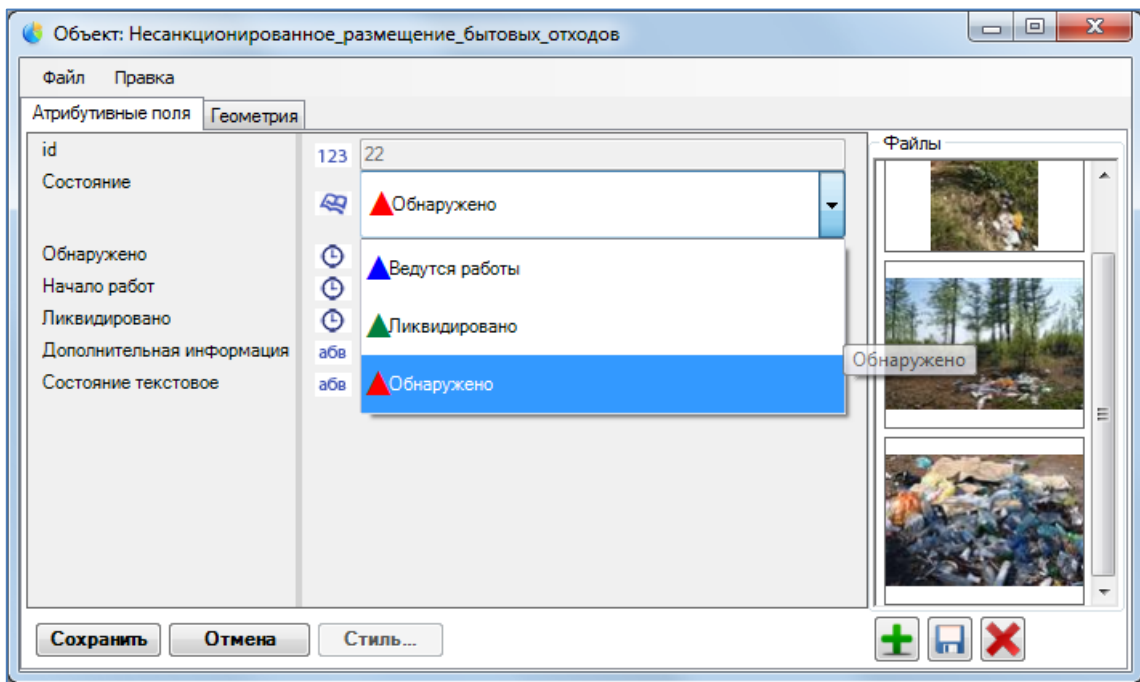 Объект: Несанкционированное_размещение_бытовых_отходов
Файл Правка
Атрибутивные поля Геометрия
id 123 22
Файлы
Состояние
Обнаружено
Обнаружено
Ведутся работы
Начало работ
Ликвидировано
Ликвидировано
Дополнительная информация абв
Обнаружено
Состояние текстовое абв
Обнаружено
Сохранить Отмена Стиль...